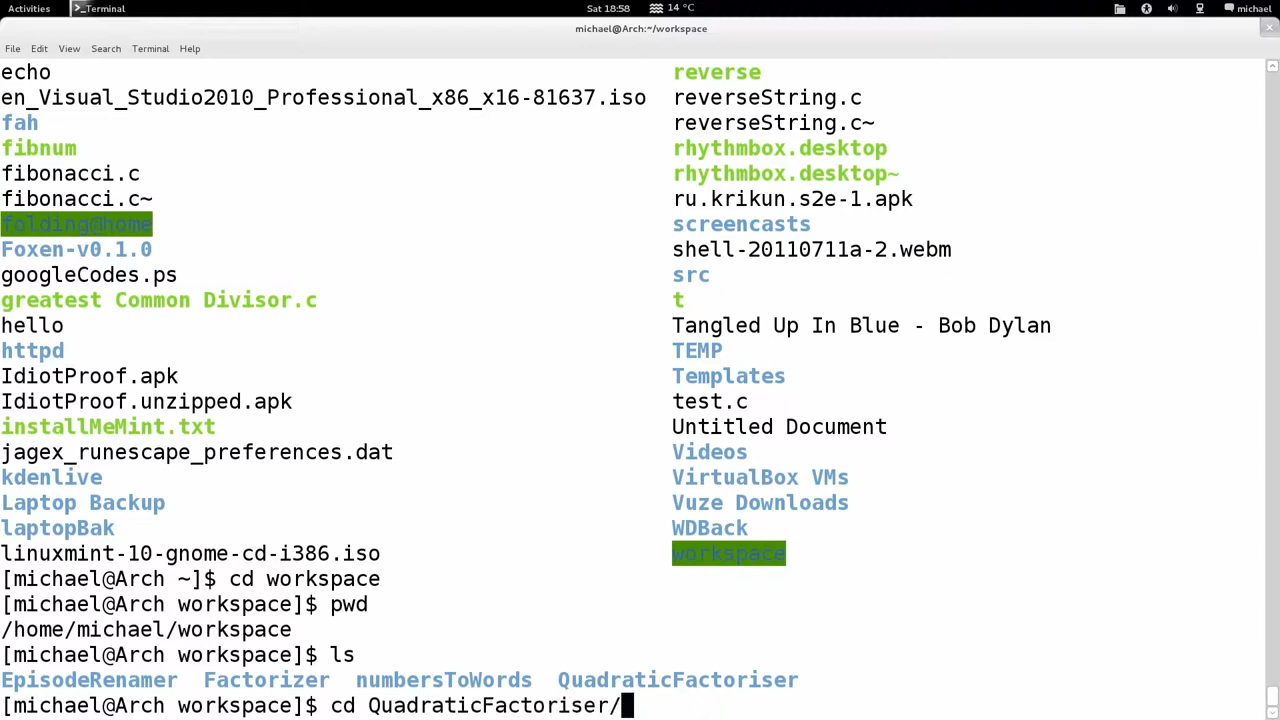 Activities Terminal Sat 18:58 14 °C michael
michael@Arch:~/workspace
File Edit View Search Terminal Help
echo reverse
en_Visual_Studio2010_Professional_x86_x16-81637.iso reverseString.c
fah reverseString.c~
fibnum rhythmbox.desktop
fibonacci.c rhythmbox.desktop~
fibonacci.c~ ru.krikun.s2e-1.apk
folding@home screencasts
Foxen-v0.1.0 shell-20110711a-2.webm
googleCodes.ps src
greatest Common Divisor.c t
hello Tangled Up In Blue - Bob Dylan
httpd TEMP
IdiotProof.apk Templates
IdiotProof.unzipped.apk test.c
installMeMint.txt Untitled Document
jagex_runescape_preferences.dat Videos
kdenlive VirtualBox VMs
Laptop Backup Vuze Downloads
laptopBak WDBack
linuxmint-10-gnome-cd-i386.iso workspace
[michael@Arch ~]$ cd workspace
[michael@Arch workspace]$ pwd
/home/michael/workspace
[michael@Arch workspace]$ ls
EpisodeRenamer Factorizer numbersToWords QuadraticFactoriser
[michael@Arch workspace]$ cd QuadraticFactoriser/